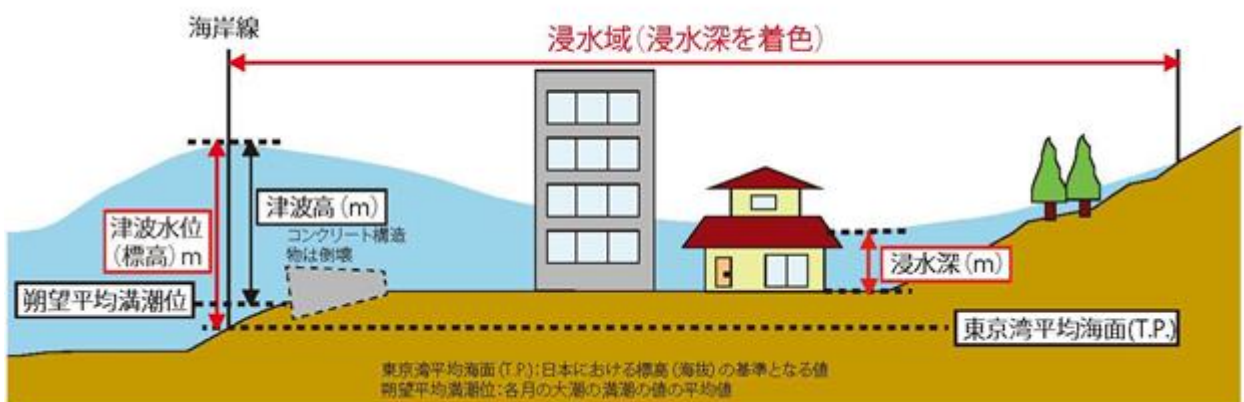 海岸線
浸水域(浸水深を着色)
津波高(m)
コンクリート構造
物は倒壊
津波水位
(標高)m
浸水深(m)
朔望平均満潮位
東京湾平均海面(T.P.)
東京湾平均海面(T.P):日本における標高(海抜)の基準となる値
朔望平均満潮位:各月の大潮の満潮の値の平均値